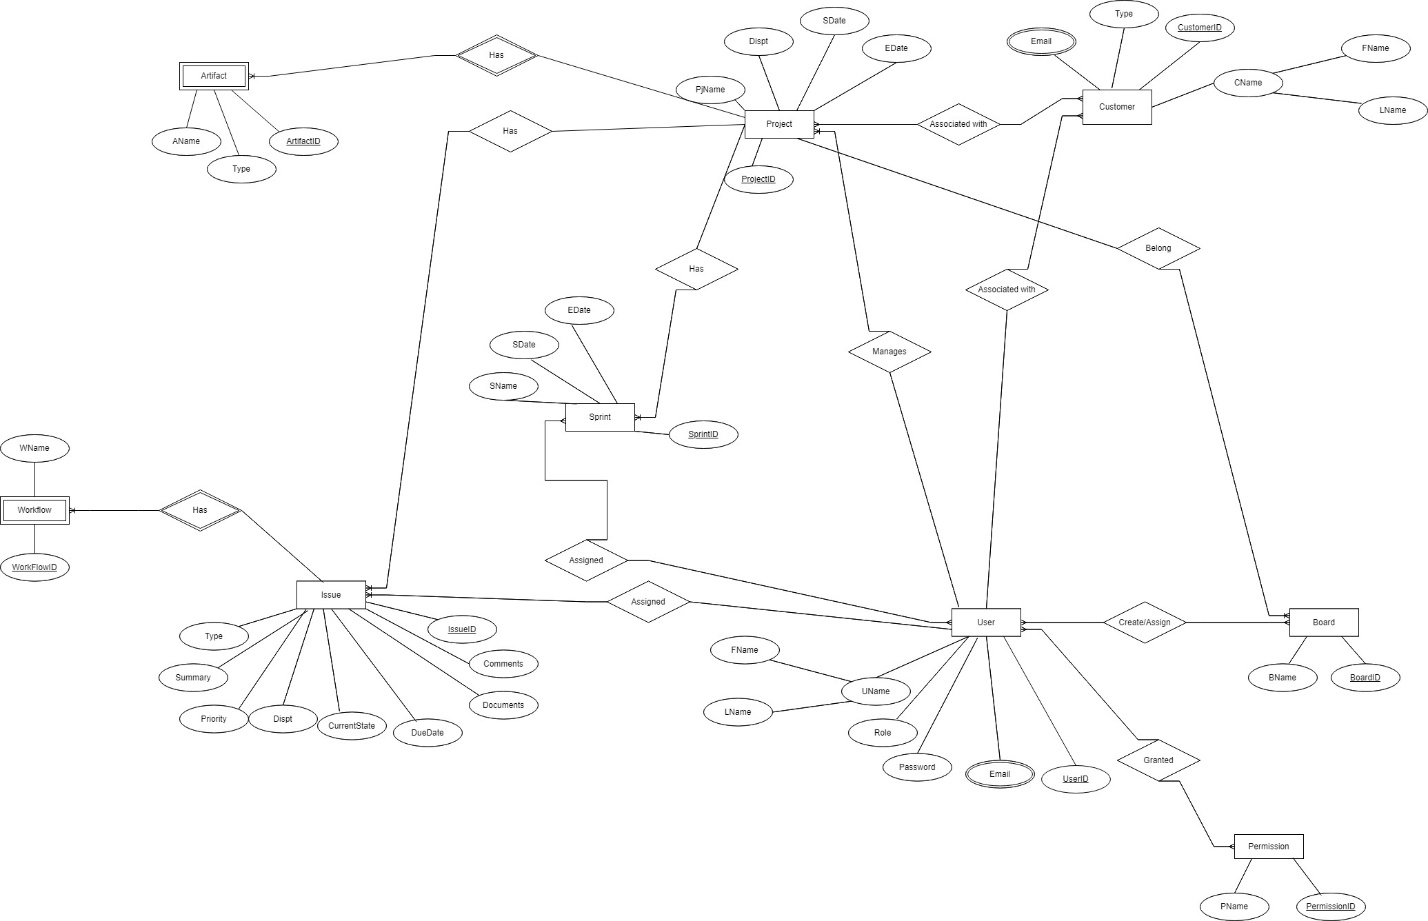 Type
SDate
CustomerID
Email
Dispt
EDate
FName
Has
Artifact
CName
PjName
Customer
LName
Project
Associated with
Has
AName
ArtifactID
Type
ProjectID
Belong
Has
Associated with
EDate
SDate
Manages
SName
Sprint
SprintID
WName
Workflow
Has
Assigned
WorkFlowID
Issue
Assigned
User
Create/Assign
Board
IssueID
Type
FName
Comments
Summary
BName
BoardID
UName
Documents
LName
Priority
Dispt
CurrentState
DueDate
Role
Granted
Password
Email
UserID
Permission
PName
PermissionID